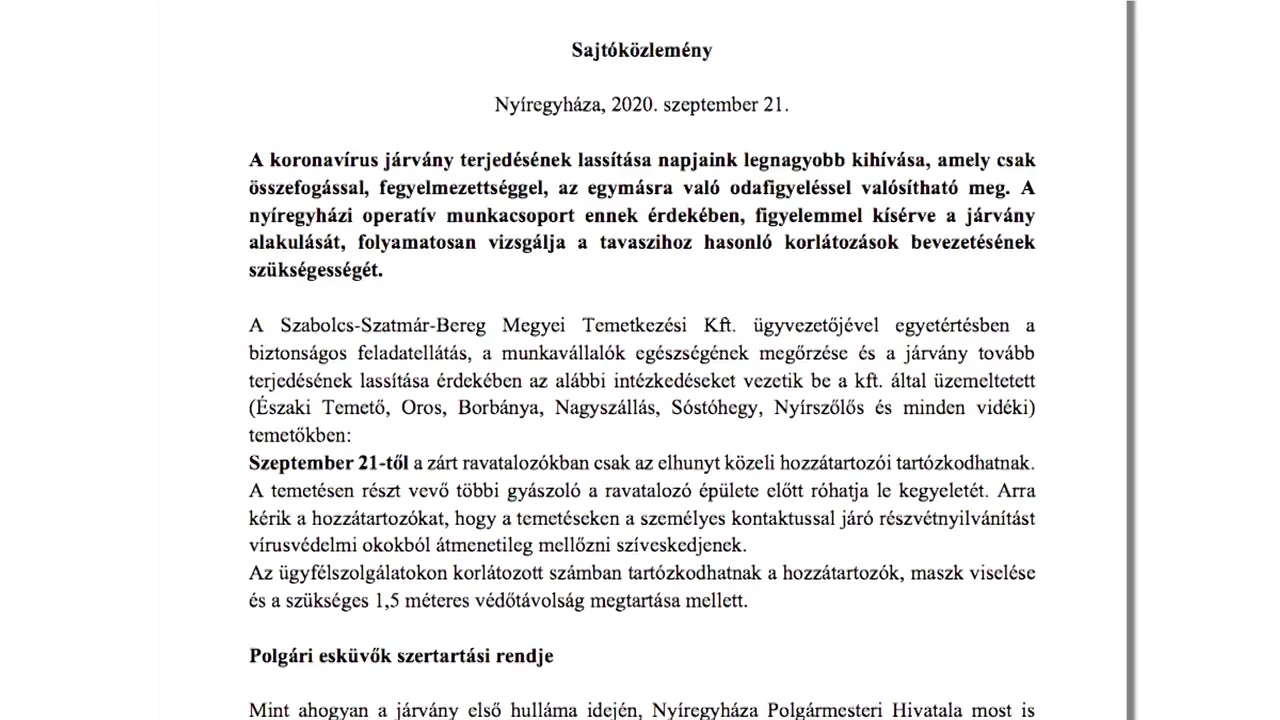 Sajtóközlemény
Nyíregyháza, 2020. szeptember 21.
A koronavírus járvány terjedésének lassítása napjaink legnagyobb kihívása, amely csak
összefogással, fegyelmezettséggel, az egymásra való odafigyeléssel valósítható meg. A
nyíregyházi operatív munkacsoport ennek érdekében, figyelemmel kísérve a járvány
alakulását, folyamatosan vizsgálja a tavaszihoz hasonló korlátozások bevezetésének
szükségességét.
A Szabolcs-Szatmár-Bereg Megyei Temetkezési Kft. ügyvezetőjével egyetértésben a
biztonságos feladatellátás, a munkavállalók egészségének megőrzése és a járvány tovább
terjedésének lassítása érdekében az alábbi intézkedéseket vezetik be a kft. által üzemeltetett
(Északi Temető, Oros, Borbánya, Nagyszállás, Sóstóhegy, Nyírszőlős és minden vidéki)
temetőkben:
Szeptember 21-től a zárt ravatalozókban csak az elhunyt közeli hozzátartozói tartózkodhatnak.
A temetésen részt vevő többi gyászoló a ravatalozó épülete előtt róhatja le kegyeletét. Arra
kérik a hozzátartozókat, hogy a temetéseken a személyes kontaktussal járó részvétnyilvánítást
vírusvédelmi okokból átmenetileg mellőzni szíveskedjenek.
Az ügyfélszolgálatokon korlátozott számban tartózkodhatnak a hozzátartozók, maszk viselése
és a szükséges 1,5 méteres védőtávolság megtartása mellett.
Polgári esküvők szertartási rendje
Mint ahogyan a járvány első hulláma idején, Nyíregyháza Polgármesteri Hivatala most is